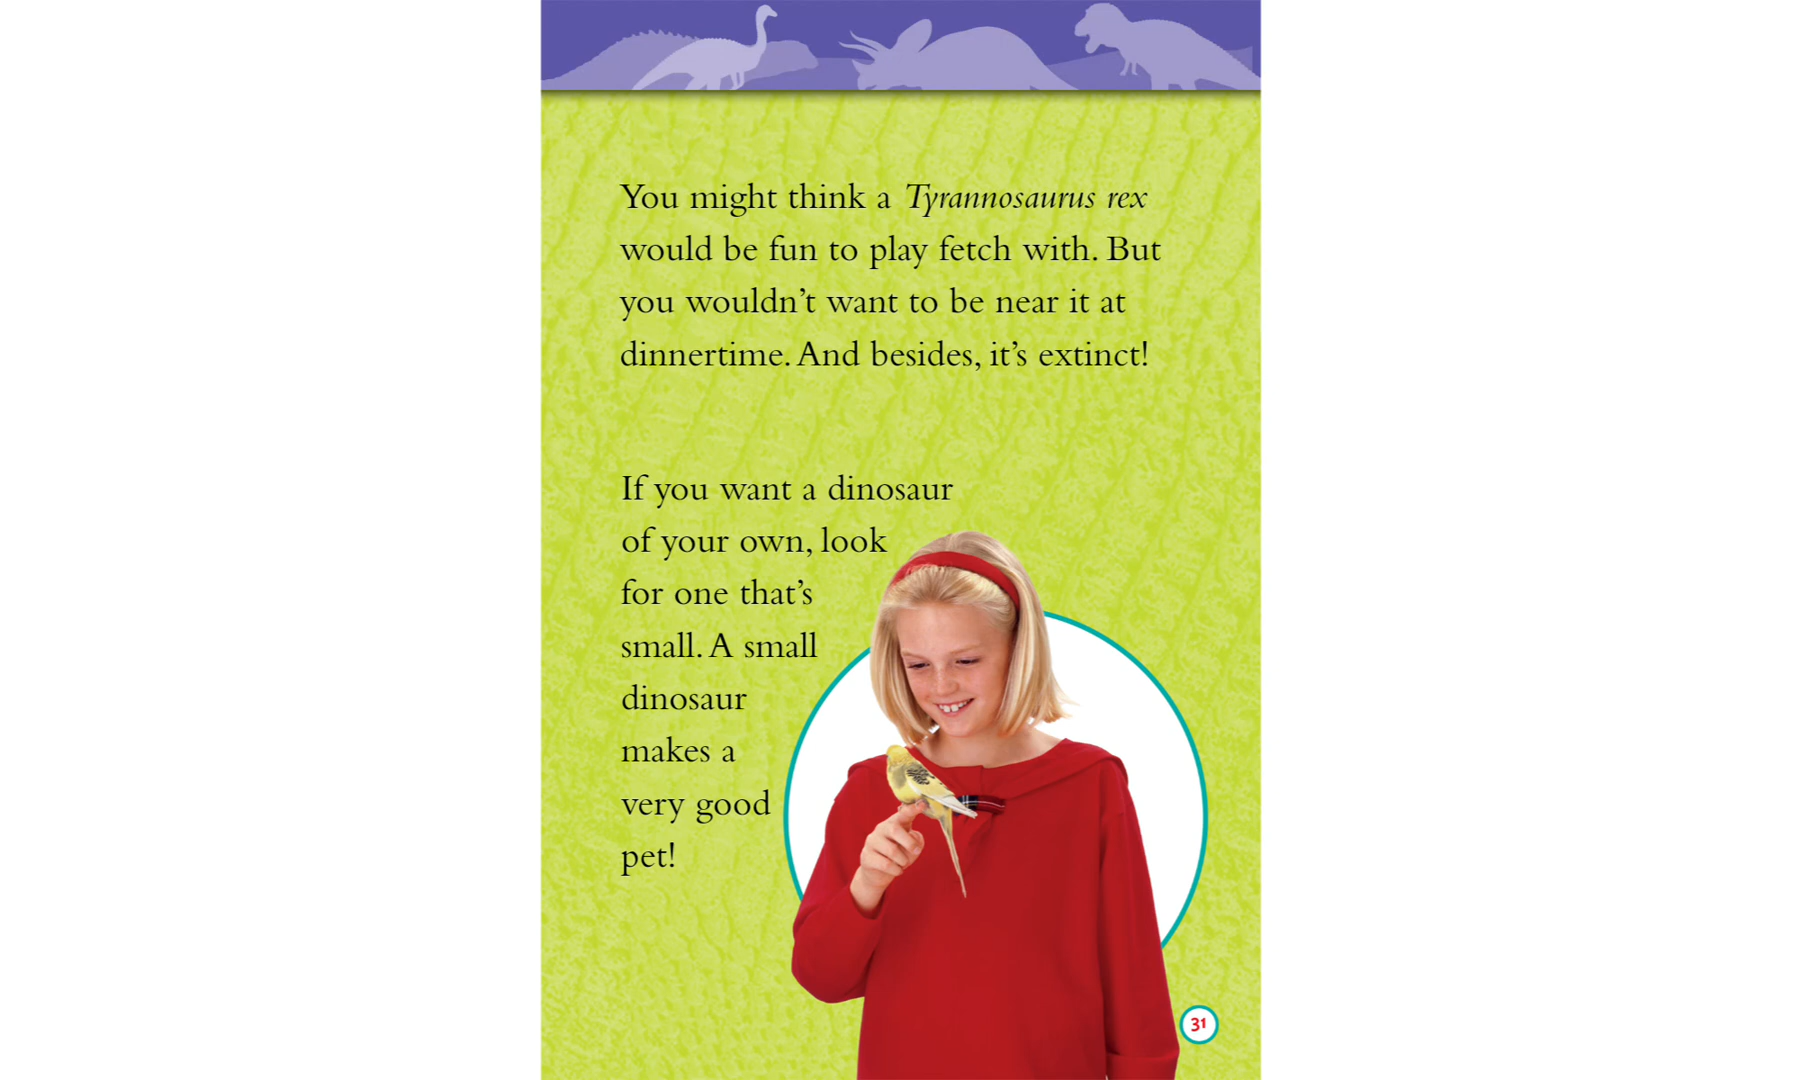 You might think a Tyrannosaurus rex
would be fun to play fetch with. But
you wouldn’t want to be near it at
dinnertime. And besides, it’s extinct!
If you want a dinosaur
of your own, look
for one that’s
small. A small
dinosaur
makes a
very good
pet!
31